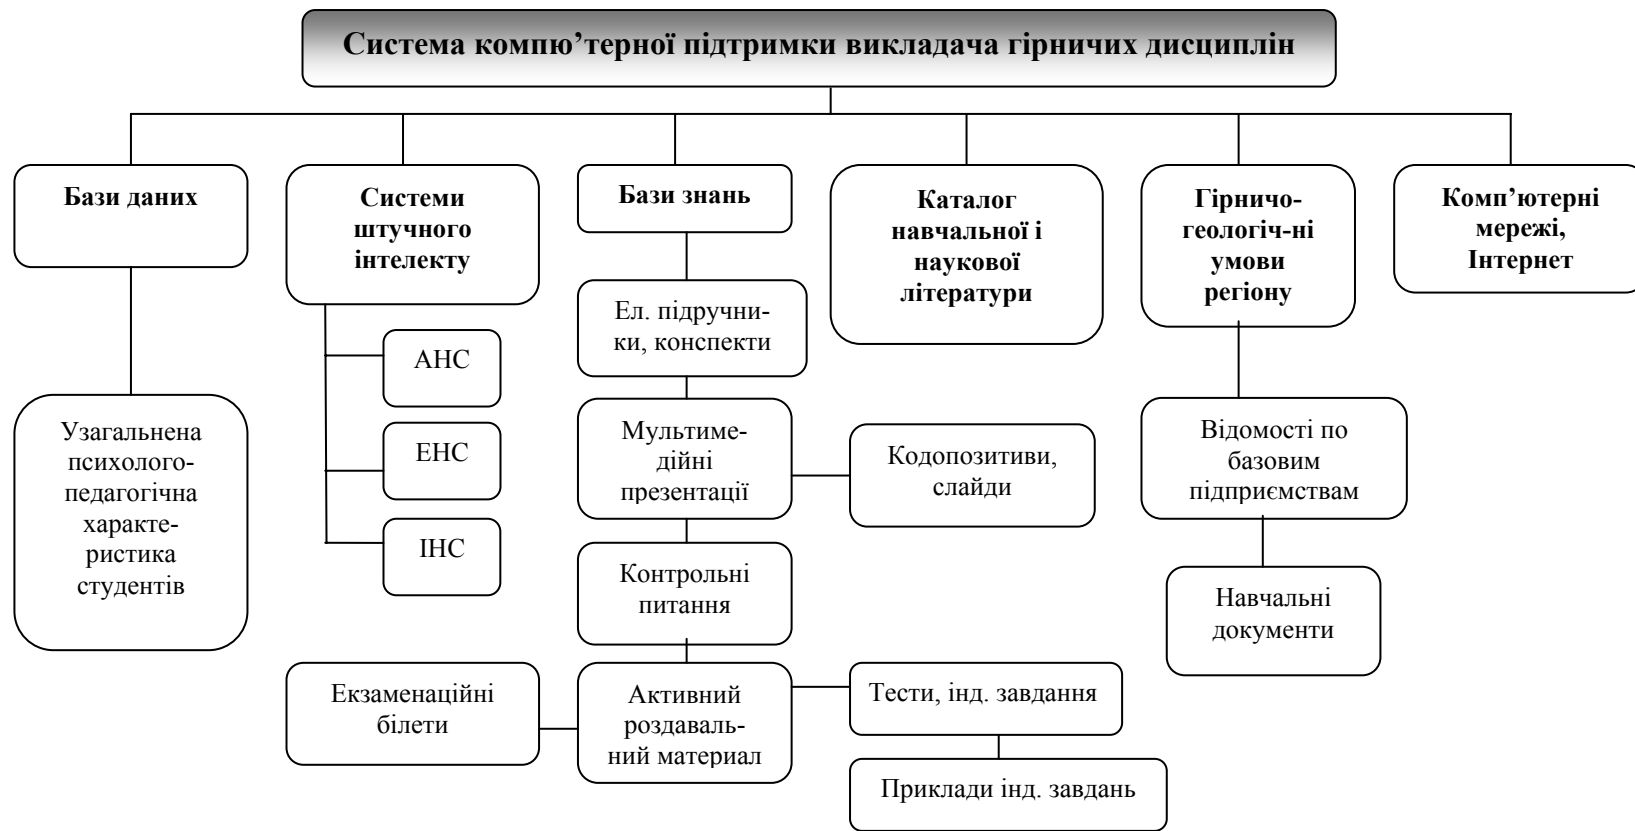 Система компю’терної підтримки викладача гірничих дисциплін
Бази даних
Системи
штучного
інтелекту
Бази знань
Каталог
навчальної і
наукової
літератури
Гірничо-
геологіч-ні
умови
регіону
Комп’ютерні
мережі,
Інтернет
Ел. підручни-
ки, конспекти
АНС
ЕНС
ІНС
Узагальнена
психолого-
педагогічна
характе-
ристика
студентів
Мультиме-
дійні
презентації
Кодопозитиви,
слайди
Відомості по
базовим
підприємствам
Контрольні
питання
Навчальні
документи
Екзаменаційні
білети
Активний
роздаваль-
ний материал
Тести, інд. завдання
Приклади інд. завдань